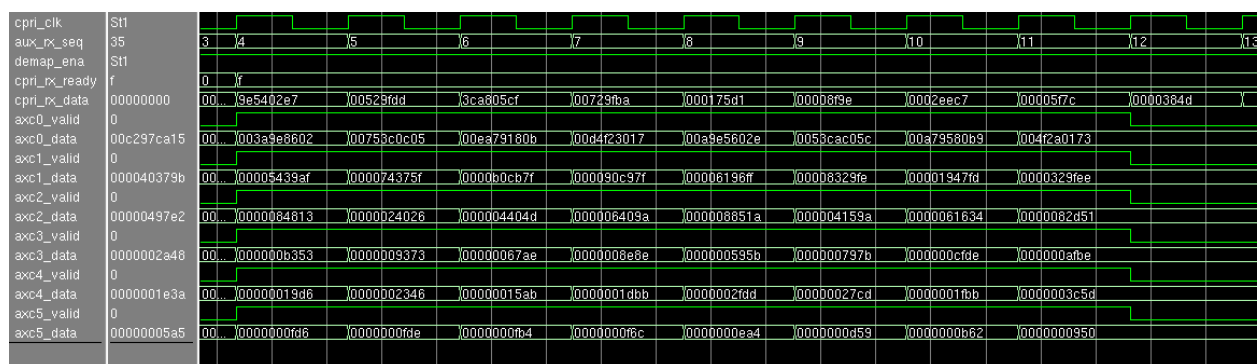 cpri_clk St1
aux_rx_seq 35 3 4 5 6 7 8 9 10 11 12 13
demap_ena St1
cpri_rx_ready f 0 f
cpri_rx_data 00000000 00... 9e5402e7 00529fdd 3ca805cf 00729fba 000175d1 00008f9e 0002eec7 00005f7c 0000384d
axc0_valid 0
axc0_data 00c297ca15 00... 003a9e8602 00753c0c05 00ea79180b 00d4f23017 00a9e5602e 0053cac05c 00a79580b9 004f2a0173
axc1_valid 0
axc1_data 000040379b 00... 00005439af 000074375f 0000b0cb7f 000090c97f 00006196ff 00008329fe 00001947fd 0000329fee
axc2_valid 0
axc2_data 00000497e2 00... 0000084813 0000024026 000004404d 000006409a 000008851a 000004159a 0000061634 0000082d51
axc3_valid 0
axc3_data 0000002a48 00... 000000b353 0000009373 00000067ae 0000008e8e 000000595b 000000797b 000000cfde 000000afbe
axc4_valid 0
axc4_data 0000001e3a 00... 00000019d6 0000002346 00000015ab 0000001dbb 0000002fdd 00000027cd 0000001fbb 0000003c5d
axc5_valid 0
axc5_data 00000005a5 00... 0000000fd6 0000000fde 0000000fb4 0000000f6c 0000000ea4 0000000d59 0000000b62 0000000950